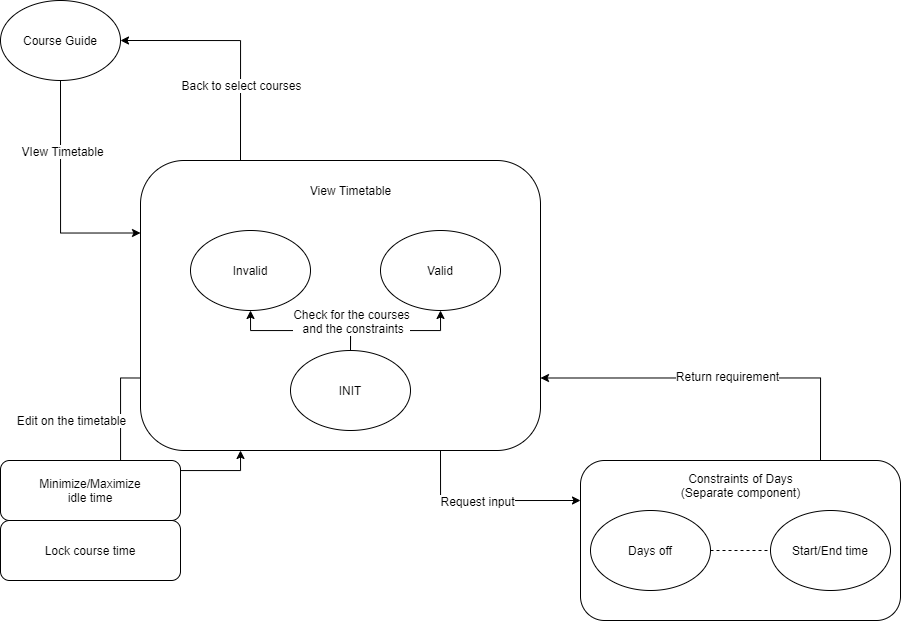 Course Guide
Back to select courses
VIew Timetable
View Timetable
Invalid
Valid
Check for the courses
and the constraints
INIT
Return requirement
Edit on the timetable
Minimize/Maximize
idle time
Lock course time
Request input
Constraints of Days
(Separate component)
Days off
Start/End time